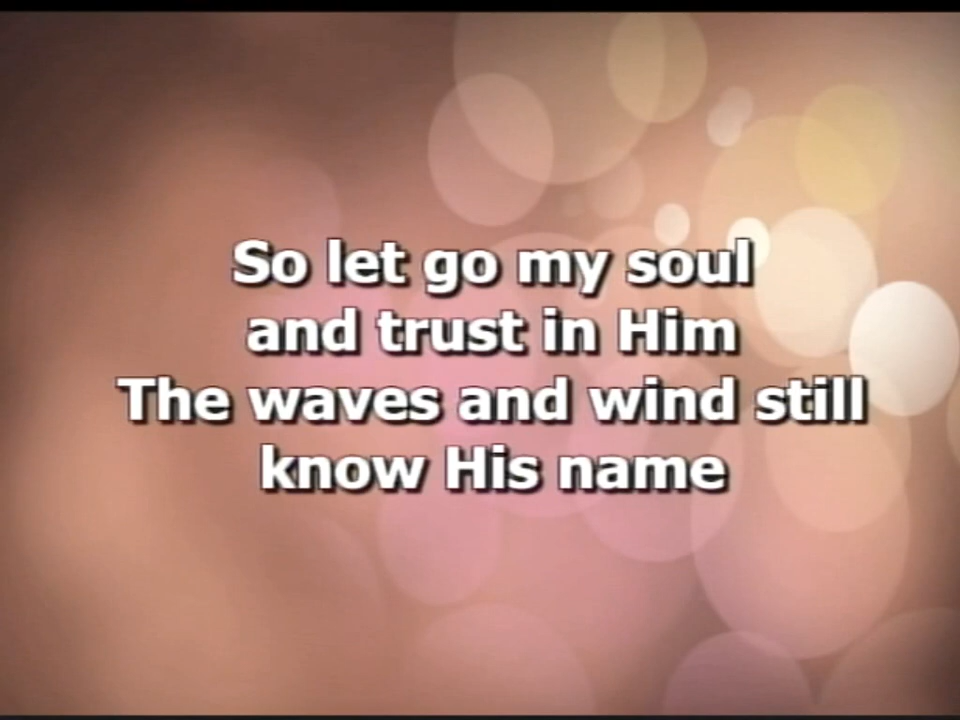 So let go my soul
and trust in Him
The waves and wind still
know His name